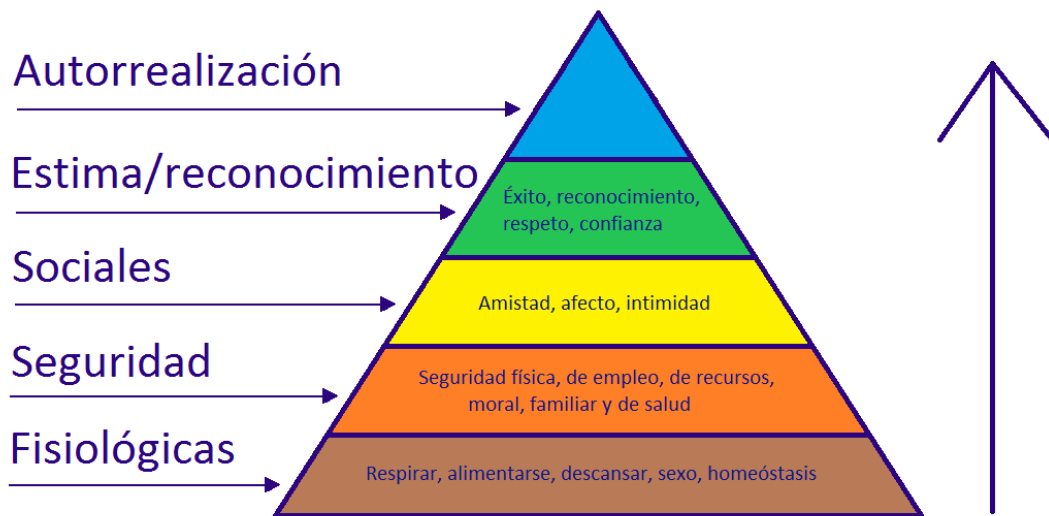 Autorrealización
Estima/reconocimiento
Éxito, reconocimiento,
respeto, confianza
Sociales
Amistad, afecto, intimidad
Seguridad
Seguridad física, de empleo, de recursos,
moral, familiar y de salud
Fisiológicas
Respirar, alimentarse, descansar, sexo, homeóstasis